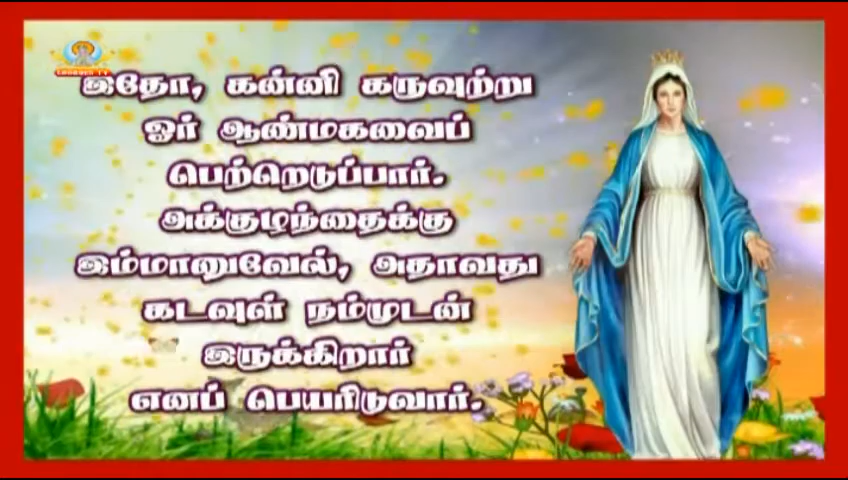 இதோ, கன்னி கருவுற்று
ஓர் ஆண்மகவைப்
பெற்றெடுப்பார்.
அக்குழந்தைக்கு
இம்மானுவேல், அதாவது
கடவுள் நம்முடன்
இருக்கிறார்
எனப் பெயரிடுவார்.